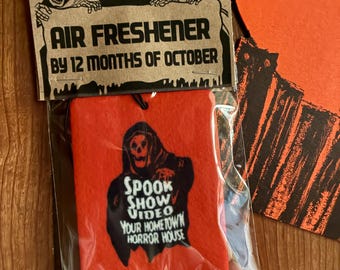 AIR FRESHENER
BY 12 MONTHS OF OCTOBER
SPOOK
SHOW
VIDEO
YOUR HOMETOWN
HORROR HOUSE